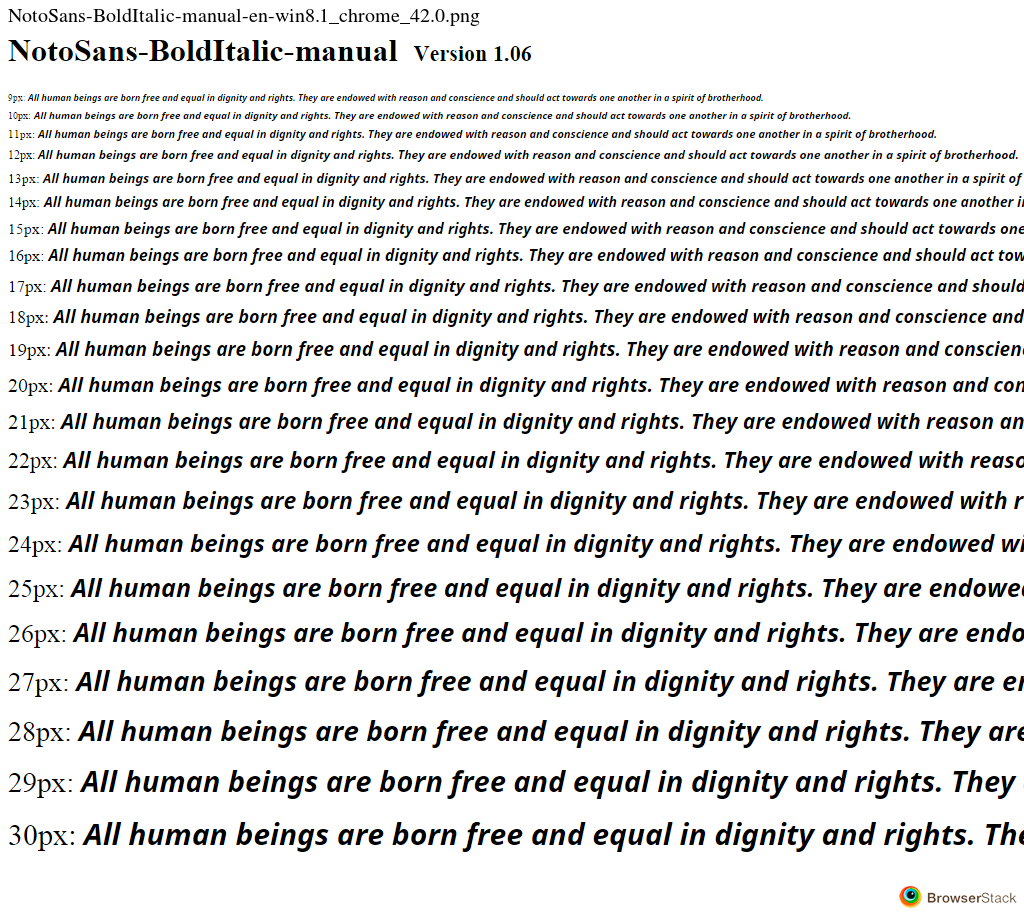 NotoSans-BoldItalic-manual-en-win8.1_chrome_42.0.png
NotoSans-BoldItalic-manual Version 1.06
9px: All human beings are born free and equal in dignity and rights. They are endowed with reason and conscience and should act towards one another in a spirit of brotherhood.
10px: All human beings are born free and equal in dignity and rights. They are endowed with reason and conscience and should act towards one another in a spirit of brotherhood.
11px: All human beings are born free and equal in dignity and rights. They are endowed with reason and conscience and should act towards one another in a spirit of brotherhood.
12px: All human beings are born free and equal in dignity and rights. They are endowed with reason and conscience and should act towards one another in a spirit of brotherhood.
13px: All human beings are born free and equal in dignity and rights. They are endowed with reason and conscience and should act towards one another in a spirit of
14px: All human beings are born free and equal in dignity and rights. They are endowed with reason and conscience and should act towards one another i
15px: All human beings are born free and equal in dignity and rights. They are endowed with reason and conscience and should act towards one
16px: All human beings are born free and equal in dignity and rights. They are endowed with reason and conscience and should act tow
17px: All human beings are born free and equal in dignity and rights. They are endowed with reason and conscience and should
18px: All human beings are born free and equal in dignity and rights. They are endowed with reason and conscience and
19px: All human beings are born free and equal in dignity and rights. They are endowed with reason and conscien
20px: All human beings are born free and equal in dignity and rights. They are endowed with reason and con
21px: All human beings are born free and equal in dignity and rights. They are endowed with reason an
22px: All human beings are born free and equal in dignity and rights. They are endowed with reaso
23px: All human beings are born free and equal in dignity and rights. They are endowed with r
24px: All human beings are born free and equal in dignity and rights. They are endowed wi
25px: All human beings are born free and equal in dignity and rights. They are endowe
26px: All human beings are born free and equal in dignity and rights. They are endo
27px: All human beings are born free and equal in dignity and rights. They are e
28px: All human beings are born free and equal in dignity and rights. They are
29px: All human beings are born free and equal in dignity and rights. They
30px: All human beings are born free and equal in dignity and rights. The
BrowserStack